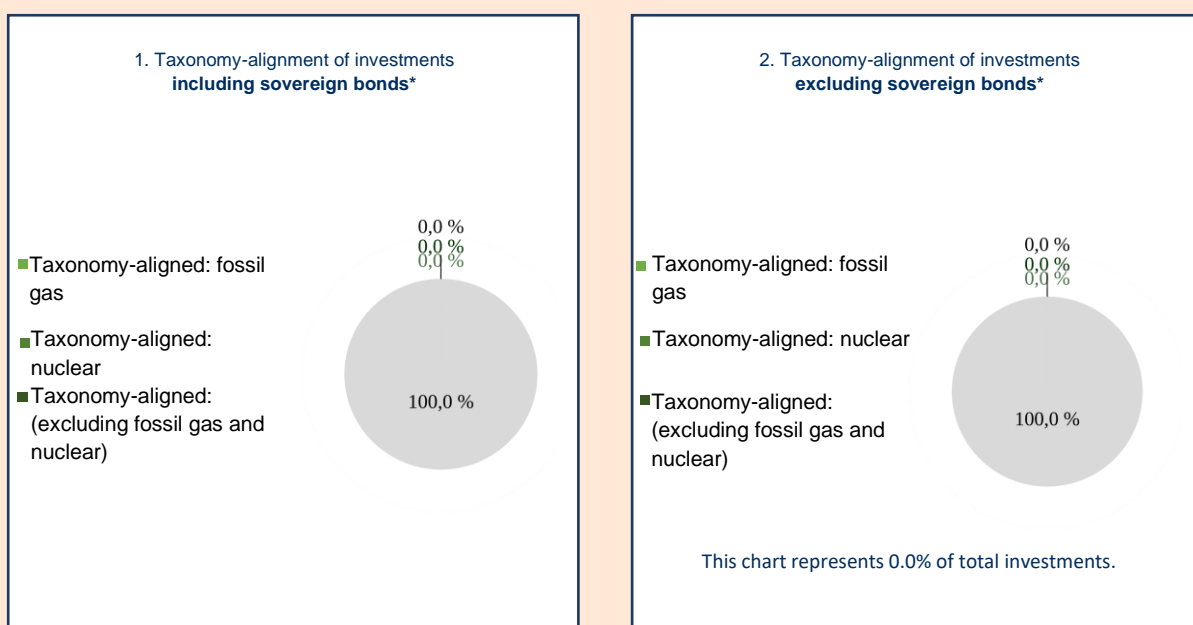 1. Taxonomy-alignment of investments
including sovereign bonds*
0,0 %
0,0 %
0,0 %
Taxonomy-aligned: fossil
gas
Taxonomy-aligned:
nuclear
Taxonomy-aligned:
(excluding fossil gas and
nuclear)
100,0 %
2. Taxonomy-alignment of investments
excluding sovereign bonds*
0,0 %
0,0 %
0,0 %
Taxonomy-aligned: fossil
gas
Taxonomy-aligned: nuclear
Taxonomy-aligned:
(excluding fossil gas and
nuclear)
100,0 %
This chart represents 0.0% of total investments.